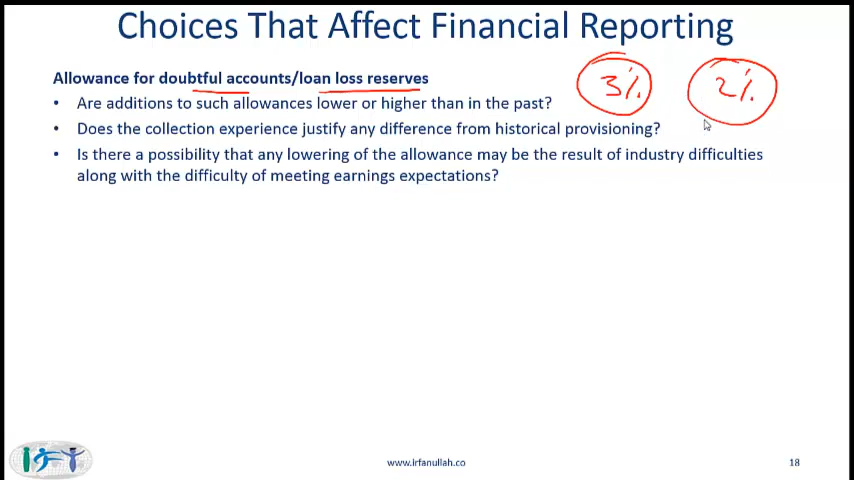 Choices That Affect Financial Reporting
Allowance for doubtful accounts/loan loss reserves
3% 2%
• Are additions to such allowances lower or higher than in the past?
• Does the collection experience justify any difference from historical provisioning?
• Is there a possibility that any lowering of the allowance may be the result of industry difficulties
along with the difficulty of meeting earnings expectations?
IFT
www.irfanullah.co
18